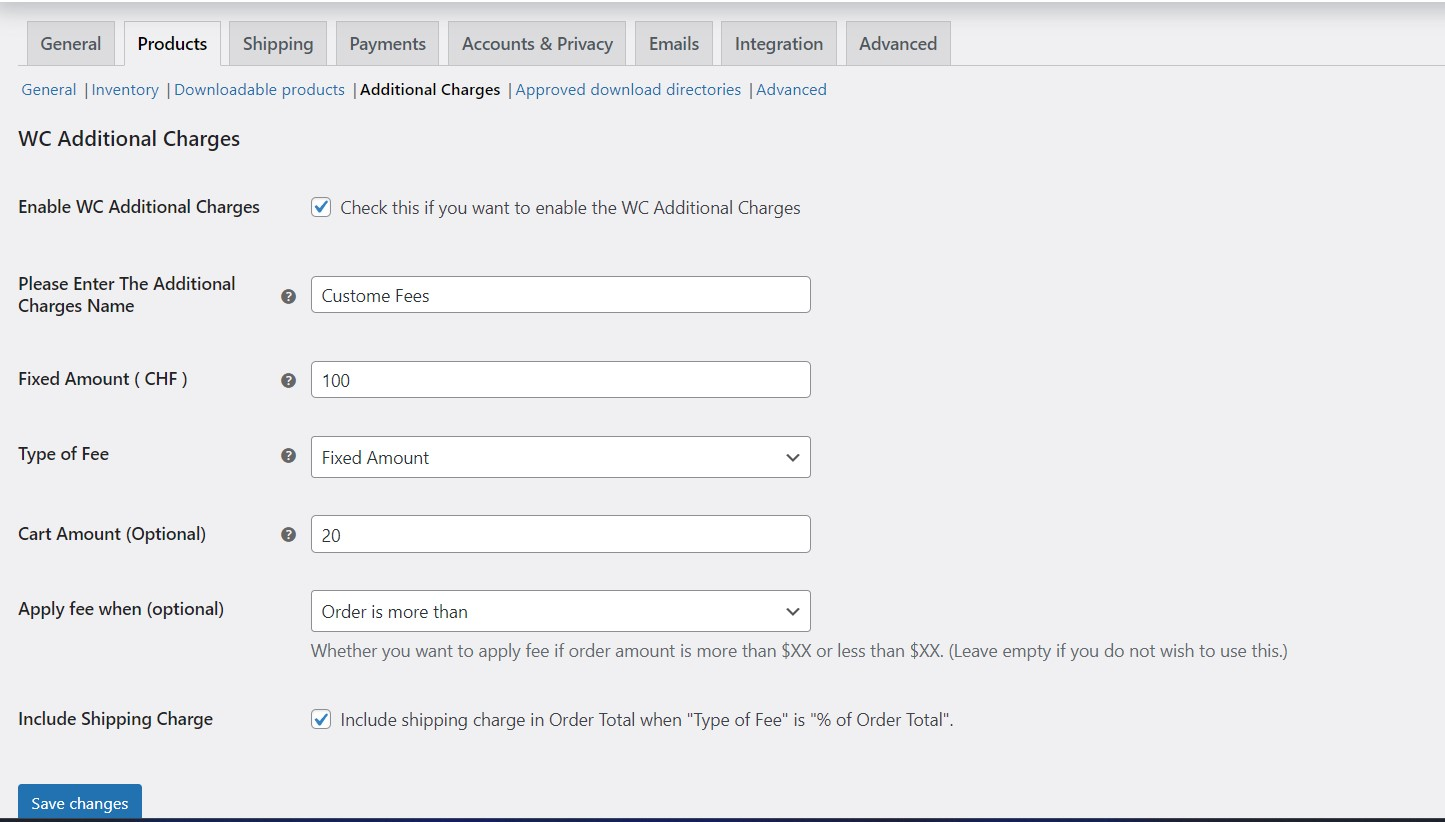 General Products Shipping Payments Accounts & Privacy Emails Integration Advanced
General | Inventory | Downloadable products | Additional Charges | Approved download directories | Advanced
WC Additional Charges
Enable WC Additional Charges Check this if you want to enable the WC Additional Charges
Please Enter The Additional
Charges Name
Custome Fees
Fixed Amount ( CHF ) 100
Type of Fee Fixed Amount
Cart Amount (Optional) 20
Apply fee when (optional) Order is more than
Whether you want to apply fee if order amount is more than $XX or less than $XX. (Leave empty if you do not wish to use this.)
Include Shipping Charge Include shipping charge in Order Total when "Type of Fee" is "% of Order Total".
Save changes